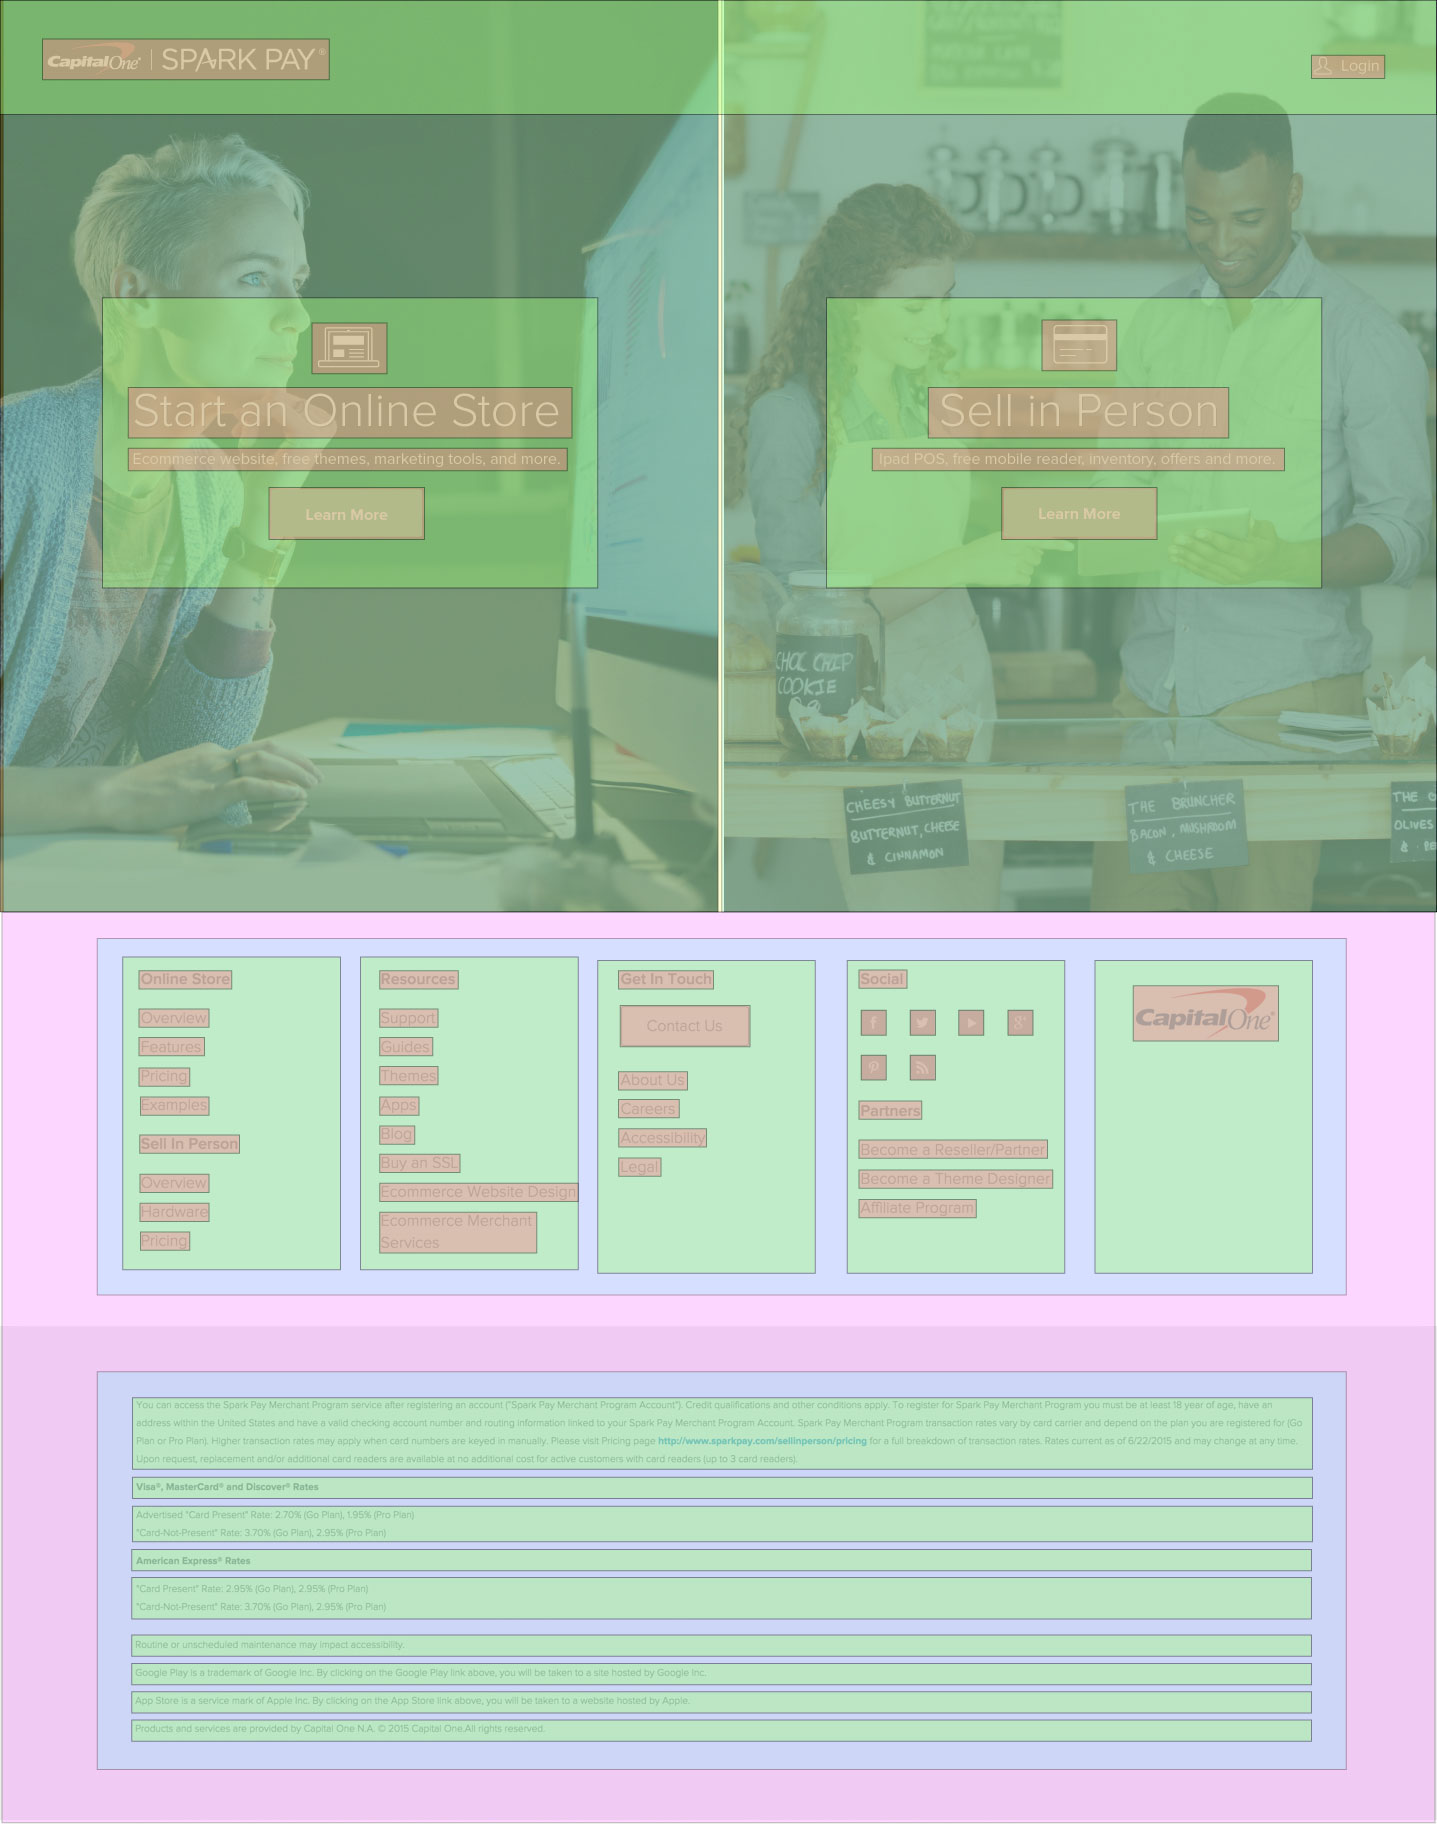 CapitalOne® | SPARK PAY®
Login
Start an Online Store
Ecommerce website, free themes, marketing tools, and more.
Learn More
Sell in Person
Ipad POS, free mobile reader, inventory, offers and more.
Learn More
CHOC CHIP
COOKIE
CHEESY BUTTERNUT
BUTTERNUT, CHEESE
& CINNAMON
THE BRUNCHER
BACON, MUSHROOM
& CHEESE
THE
OLIVES
&
Online Store
Overview
Features
Pricing
Examples
Sell In Person
Overview
Hardware
Pricing
Resources
Support
Guides
Themes
Apps
Blog
Buy an SSL
Ecommerce Website Design
Ecommerce Merchant
Services
Get In Touch
Contact Us
About Us
Careers
Accessibility
Legal
Social
Partners
Become a Reseller/Partner
Become a Theme Designer
Affiliate Program
CapitalOne®
You can access the Spark Pay Merchant Program service after registering an account ("Spark Pay Merchant Program Account"). Credit qualifications and other conditions apply. To register for Spark Pay Merchant Program you must be at least 18 year of age, have an
address within the United States and have a valid checking account number and routing information linked to your Spark Pay Merchant Program Account. Spark Pay Merchant Program transaction rates vary by card carrier and depend on the plan you are registered for (Go
Plan or Pro Plan). Higher transaction rates may apply when card numbers are keyed in manually. Please visit Pricing page http://www.sparkpay.com/sellinperson/pricing for a full breakdown of transaction rates. Rates current as of 6/22/2015 and may change at any time.
Upon request, replacement and/or additional card readers are available at no additional cost for active customers with card readers (up to 3 card readers).
Visa®, MasterCard® and Discover® Rates
Advertised "Card Present" Rate: 2.70% (Go Plan), 1.95% (Pro Plan)
"Card-Not-Present" Rate: 3.70% (Go Plan), 2.95% (Pro Plan)
American Express® Rates
"Card Present" Rate: 2.95% (Go Plan), 2.95% (Pro Plan)
"Card-Not-Present" Rate: 3.70% (Go Plan), 2.95% (Pro Plan)
Routine or unscheduled maintenance may impact accessibility.
Google Play is a trademark of Google Inc. By clicking on the Google Play link above, you will be taken to a site hosted by Google Inc.
App Store is a service mark of Apple Inc. By clicking on the App Store link above, you will be taken to a website hosted by Apple.
Products and services are provided by Capital One N.A. © 2015 Capital One.All rights reserved.